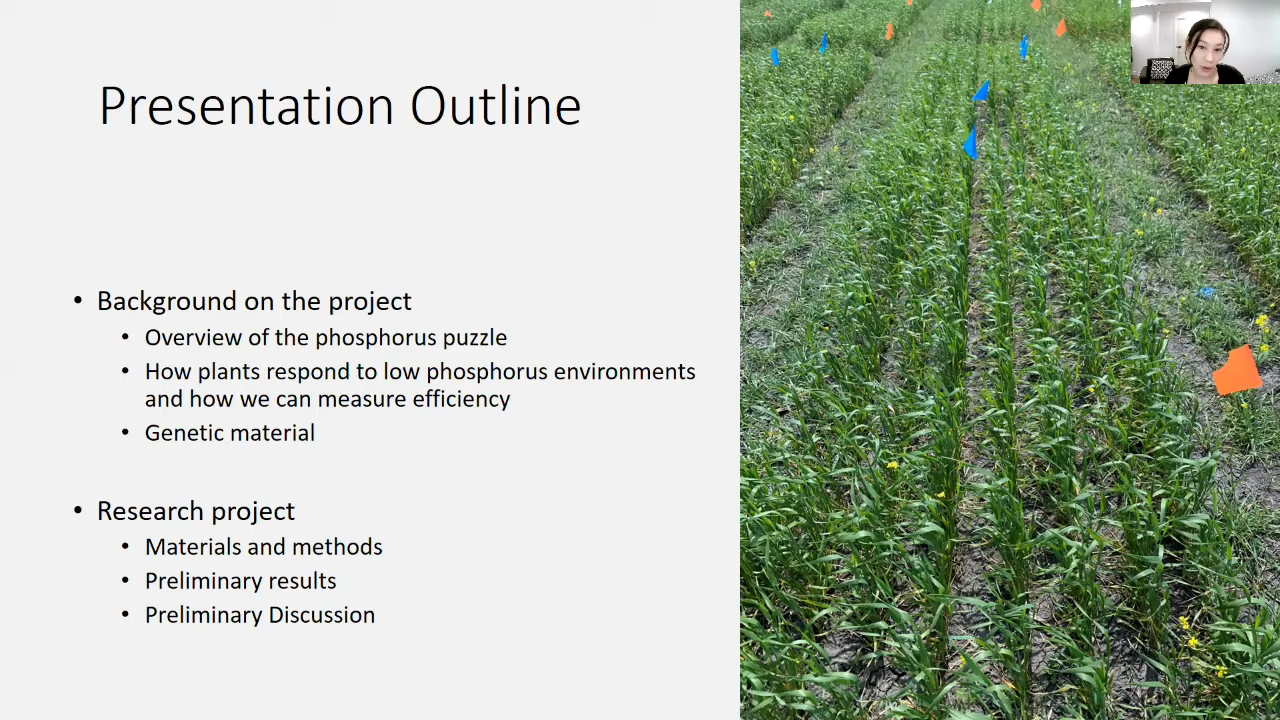 Presentation Outline
• Background on the project
• Overview of the phosphorus puzzle
• How plants respond to low phosphorus environments
and how we can measure efficiency
• Genetic material
• Research project
• Materials and methods
• Preliminary results
• Preliminary Discussion